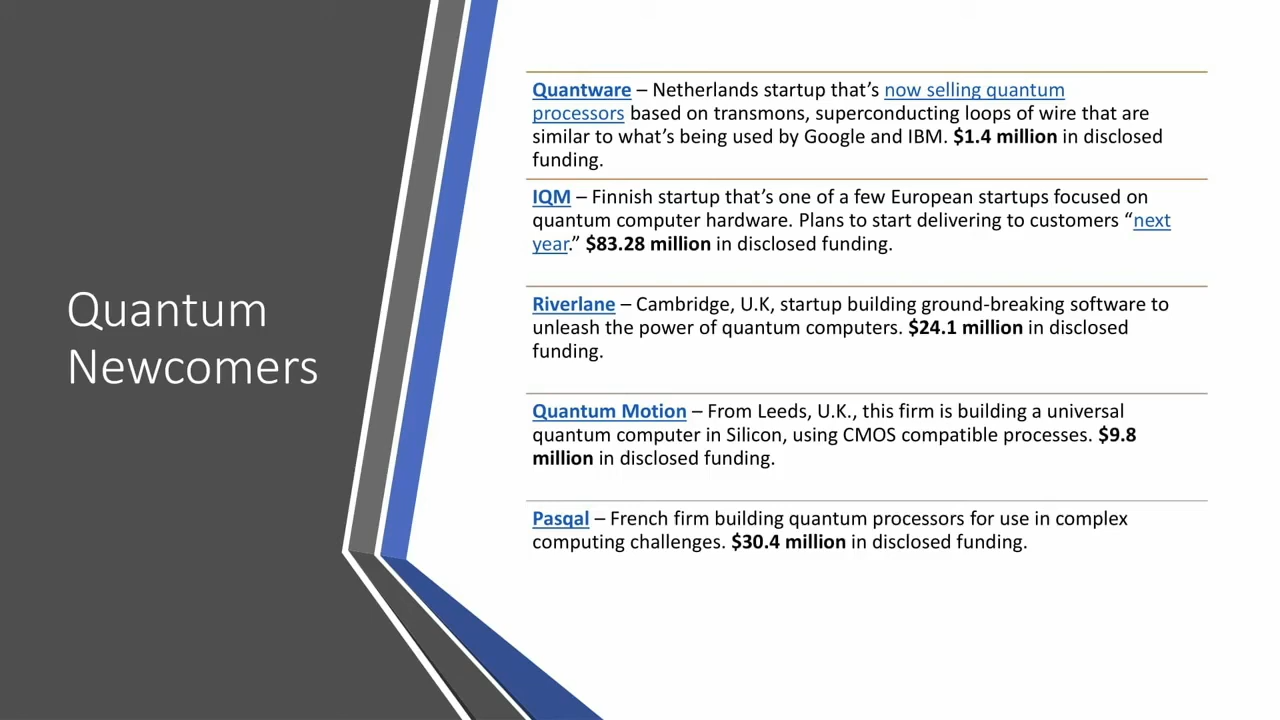 Quantum
Newcomers
Quantware – Netherlands startup that’s now selling quantum
processors based on transmons, superconducting loops of wire that are
similar to what’s being used by Google and IBM. $1.4 million in disclosed
funding.
IQM – Finnish startup that’s one of a few European startups focused on
quantum computer hardware. Plans to start delivering to customers “next
year.” $83.28 million in disclosed funding.
Riverlane – Cambridge, U.K, startup building ground-breaking software to
unleash the power of quantum computers. $24.1 million in disclosed
funding.
Quantum Motion – From Leeds, U.K., this firm is building a universal
quantum computer in Silicon, using CMOS compatible processes. $9.8
million in disclosed funding.
Pasqal – French firm building quantum processors for use in complex
computing challenges. $30.4 million in disclosed funding.